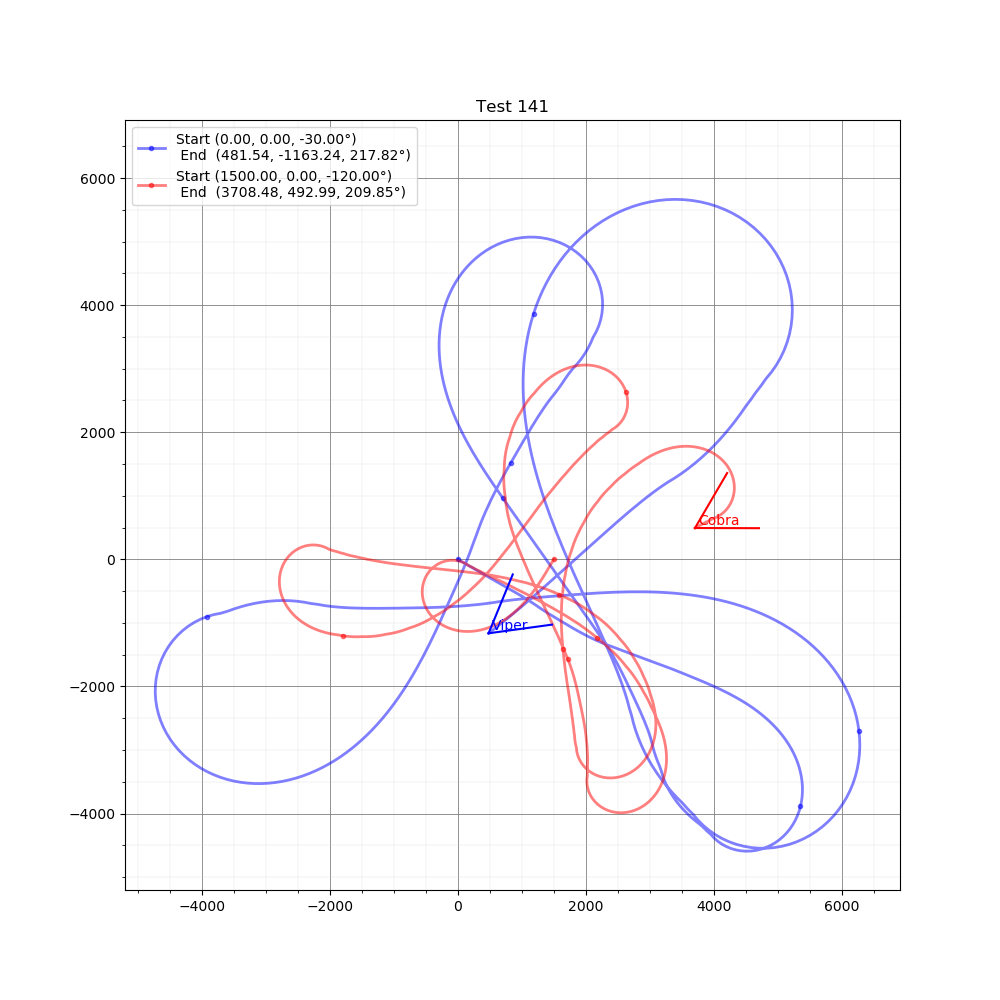 Test 141
Start (0.00, 0.00, -30.00°)
End (481.54, -1163.24, 217.82°)
Start (1500.00, 0.00, -120.00°)
End (3708.48, 492.99, 209.85°)
6000
4000
2000
0
−2000
−4000
Cobra
Viper
−4000 −2000 0 2000 4000 6000